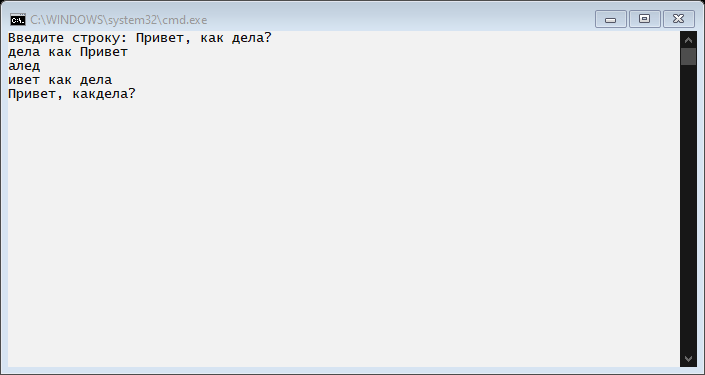 C:\WINDOWS\system32\cmd.exe
Введите строку: Привет, как дела?
дела как Привет
алед
ивет как дела
Привет, какдела?